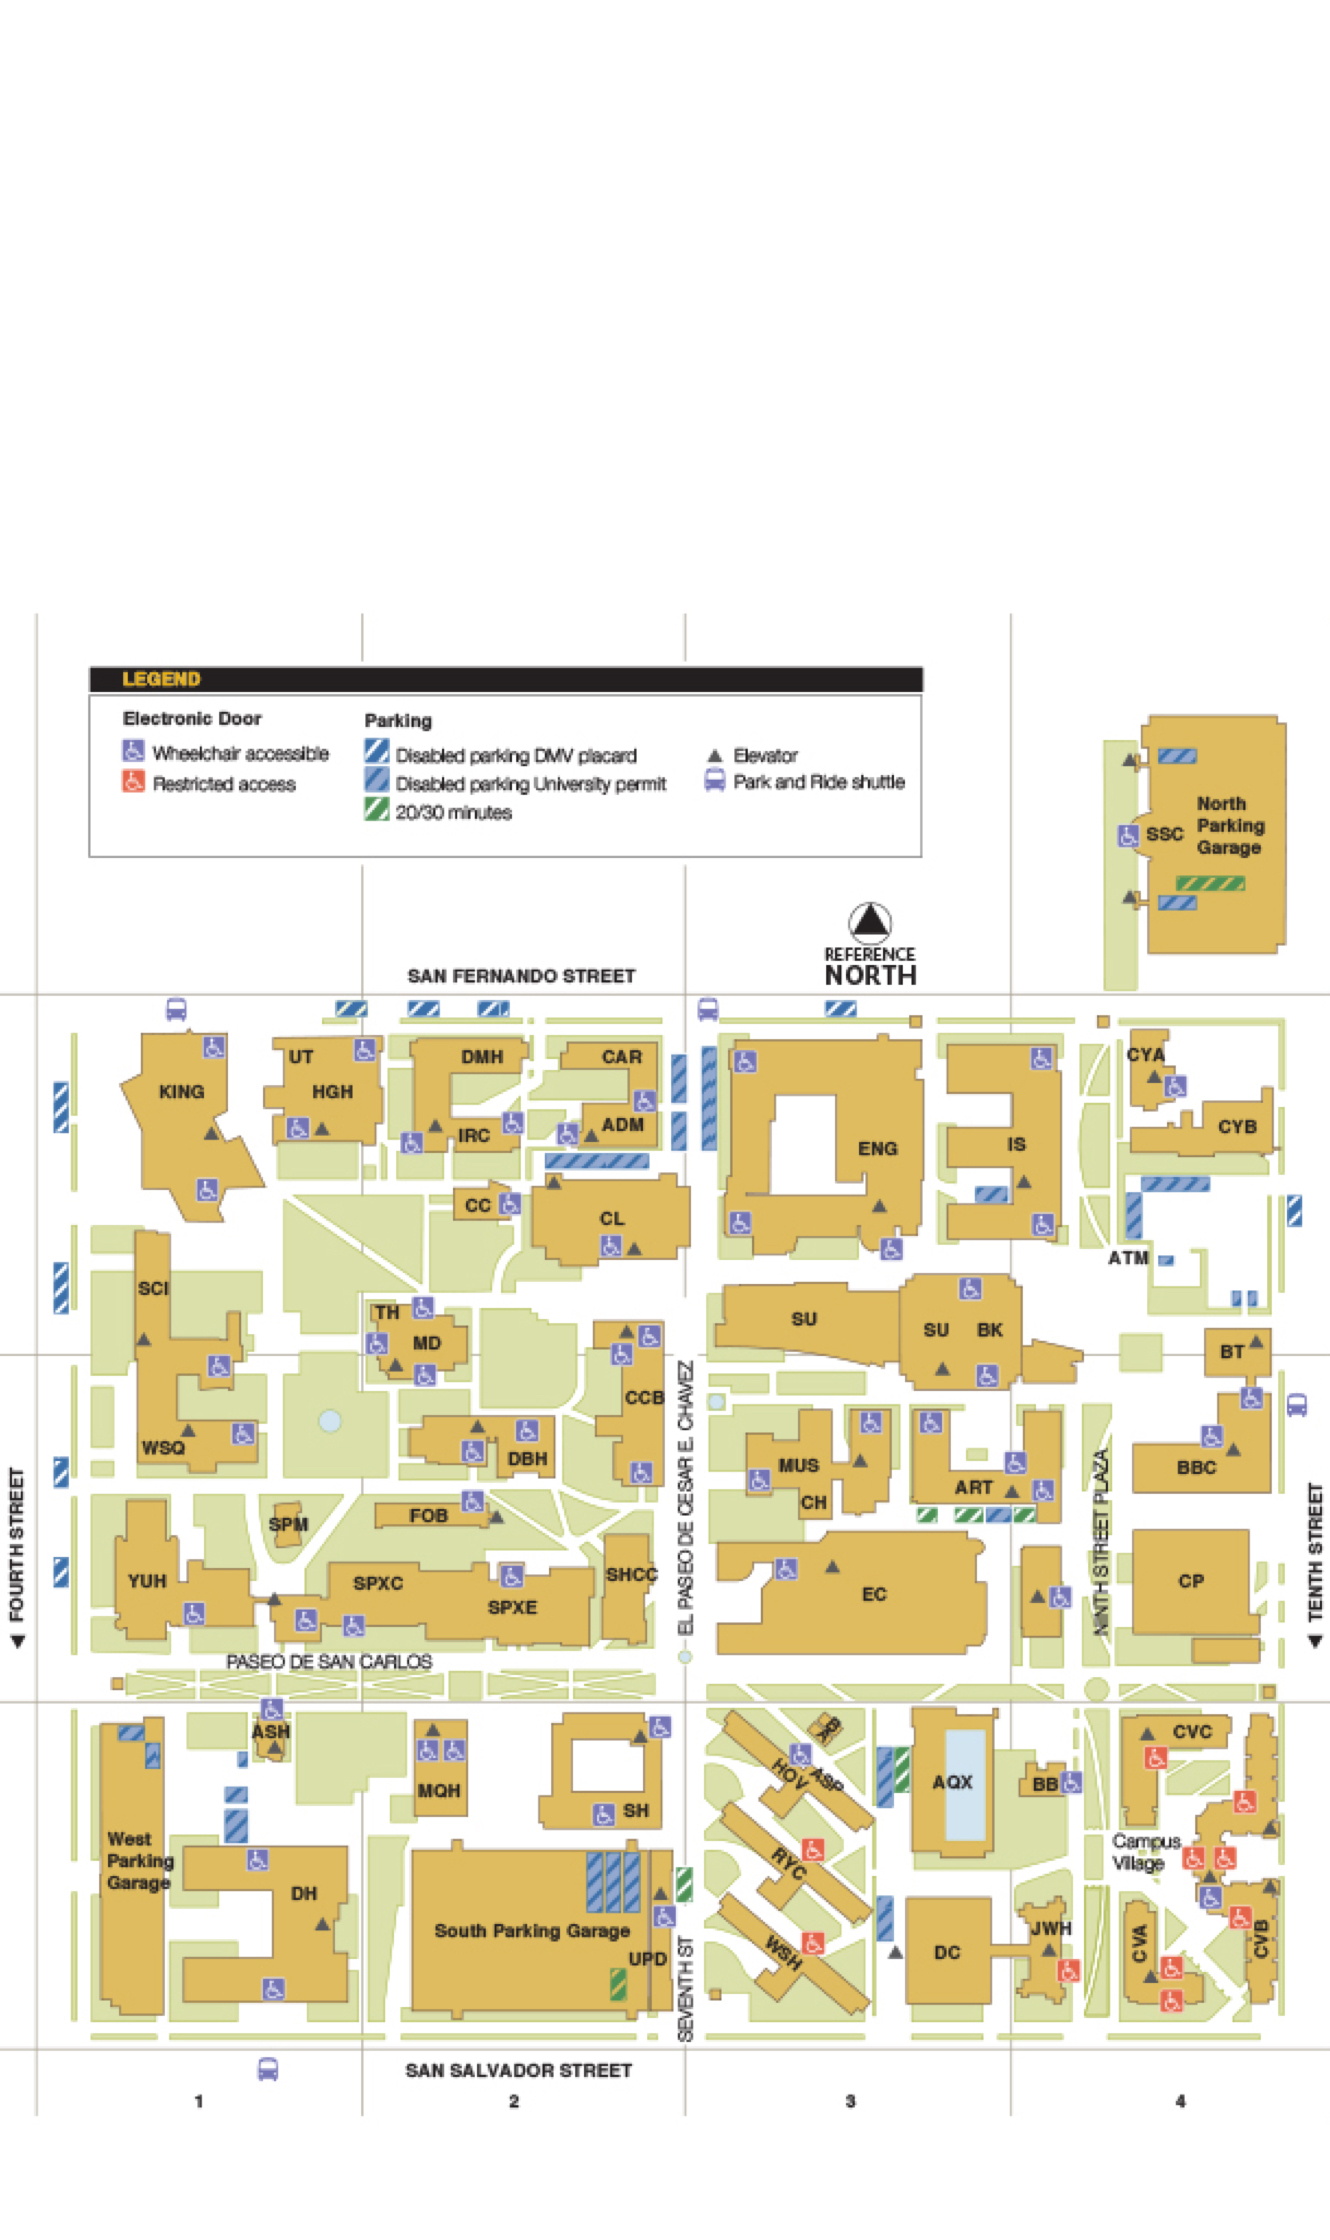 LEGEND
Electronic Door
Wheelchair accessible
Restricted access
Parking
Disabled parking DMV placard
Disabled parking University permit
20/30 minutes
Elevator
Park and Ride shuttle
SSC
North
Parking
Garage
REFERENCE
NORTH
SAN FERNANDO STREET
KING
UT
HGH
DMH
IRC
CAR
ADM
ENG
IS
CYA
CYB
CC
CL
ATM
SCI
TH
MD
SU
SU
BK
BT
CCB
WSQ
DBH
MUS
CH
ART
BBC
EL PASEO DE CESAR E. CHAVEZ
NINTH STREET PLAZA
FOURTH STREET
TENTH STREET
SPM
FOB
YUH
SPXC
SPXE
SHCC
EC
CP
PASEO DE SAN CARLOS
ASH
MQH
SH
BA
HOV
ASP
AQX
BB
CVC
West
Parking
Garage
DH
RYC
Campus
Village
South Parking Garage
UPD
WSH
DC
JWH
CVA
CVB
SEVENTH ST
SAN SALVADOR STREET
1
2
3
4